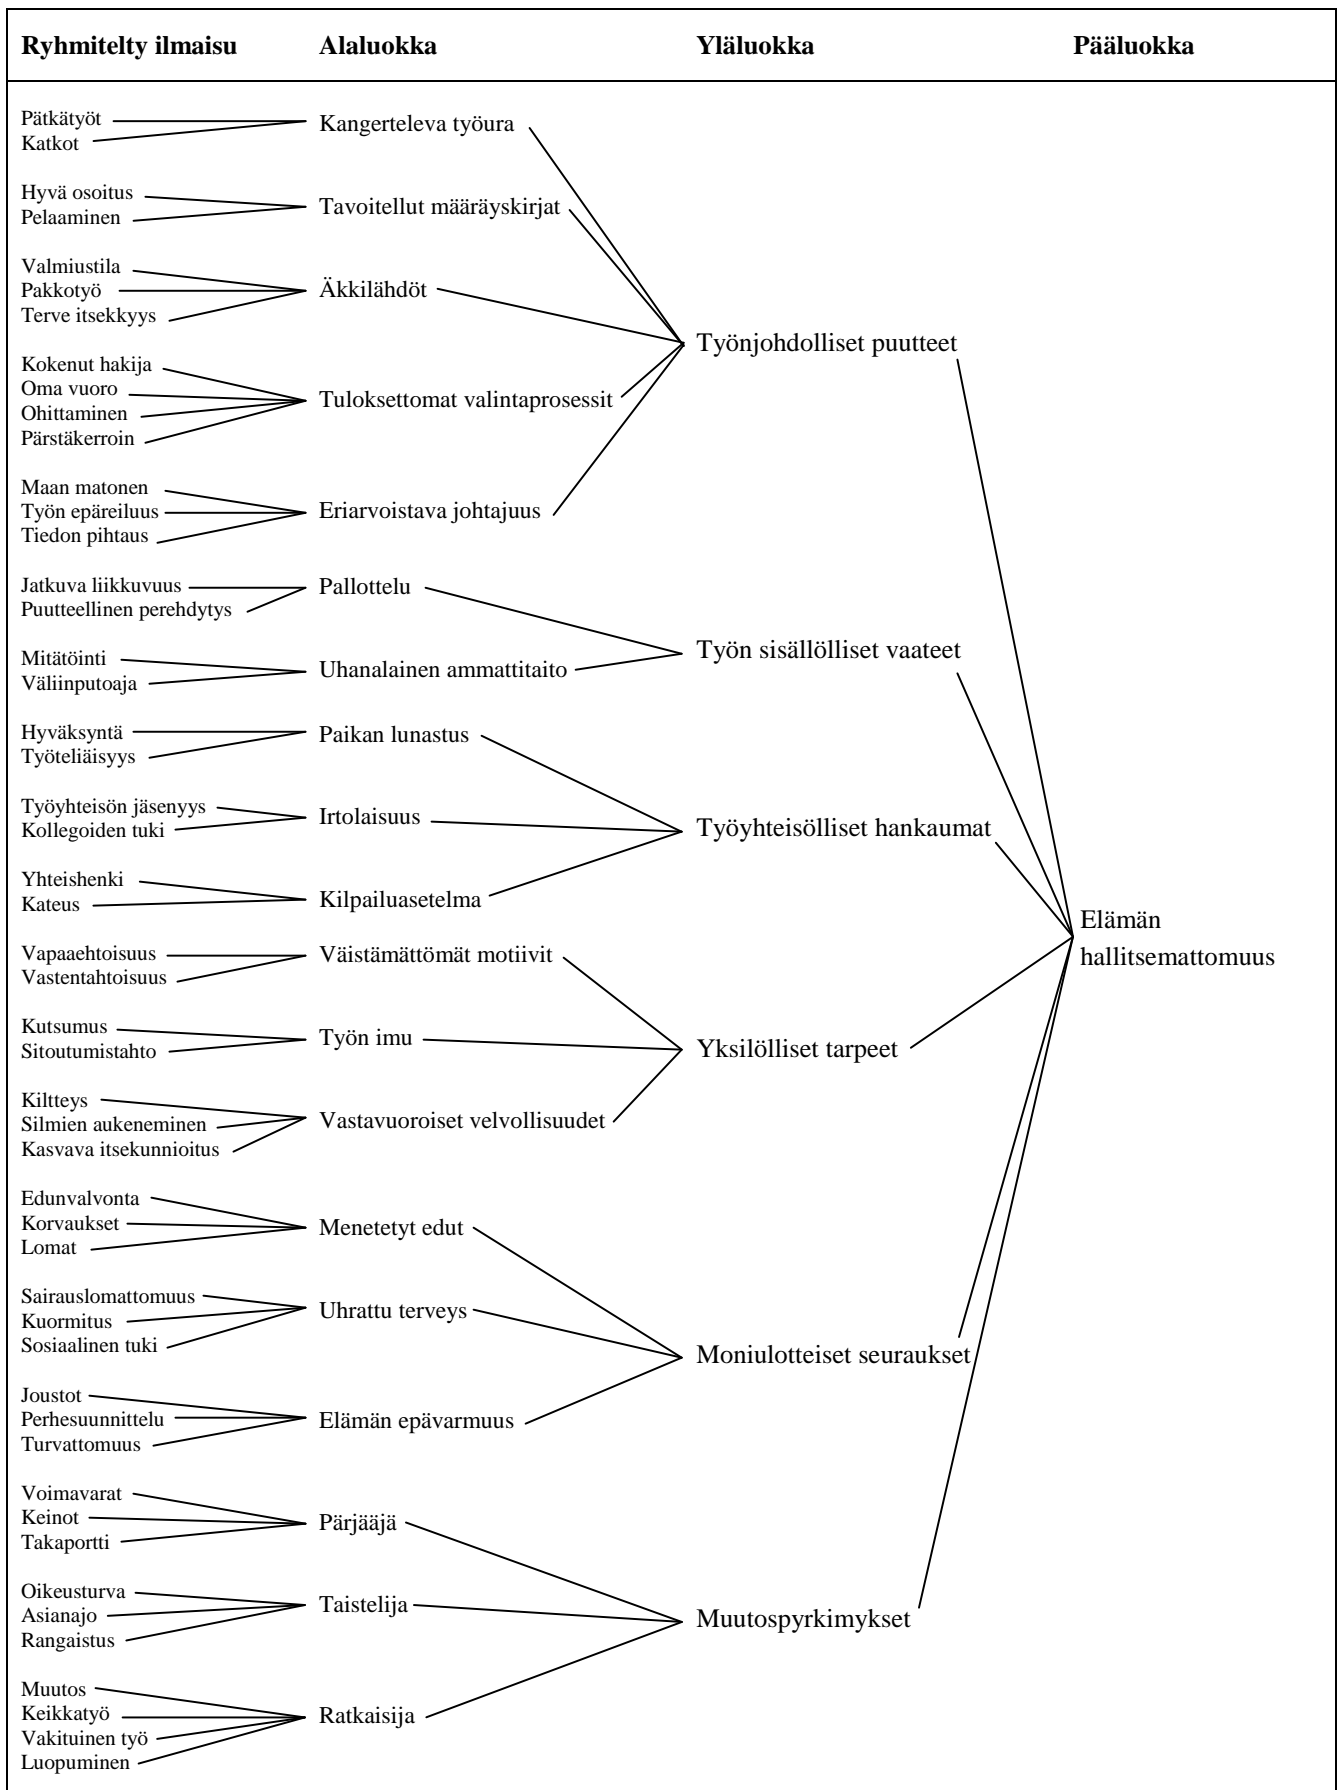 Ryhmitelty ilmaisu Alaluokka Yläluokka Pääluokka
Pätkätyöt
Katkot
Kangerteleva työura
Hyvä osoitus
Pelaaminen
Tavoitellut määräyskirjat
Valmiustila
Pakkotyö
Terve itsekkyys
Äkkilähdöt
Kokenut hakija
Oma vuoro
Ohittaminen
Pärstäkerroin
Tuloksettomat valintaprosessit
Maan matonen
Työn epäreiluus
Tiedon pihtaus
Eriarvoistava johtajuus
Työnjohdolliset puutteet
Jatkuva liikkuvuus
Puutteellinen perehdytys
Pallottelu
Mitätöinti
Väliinputoaja
Uhanalainen ammattitaito
Työn sisällölliset vaateet
Hyväksyntä
Työteliäisyys
Paikan lunastus
Työyhteisön jäsenyys
Kollegoiden tuki
Irtolaisuus
Yhteishenki
Kateus
Kilpailuasetelma
Työyhteisölliset hankaumat
Vapaaehtoisuus
Vastentahtoisuus
Väistämättömät motiivit
Kutsumus
Sitoutumistahto
Työn imu
Kiltteys
Silmien aukeneminen
Kasvava itsekunnioitus
Vastavuoroiset velvollisuudet
Yksilölliset tarpeet
Edunvalvonta
Korvaukset
Lomat
Menetetyt edut
Sairauslomattomuus
Kuormitus
Sosiaalinen tuki
Uhrattu terveys
Joustot
Perhesuunnittelu
Turvattomuus
Elämän epävarmuus
Moniulotteiset seuraukset
Voimavarat
Keinot
Takaportti
Pärjääjä
Oikeusturva
Asianajo
Rangaistus
Taistelija
Muutos
Keikkatyö
Vakituinen työ
Luopuminen
Ratkaisija
Muutospyrkimykset
Elämän
hallitsemattomuus